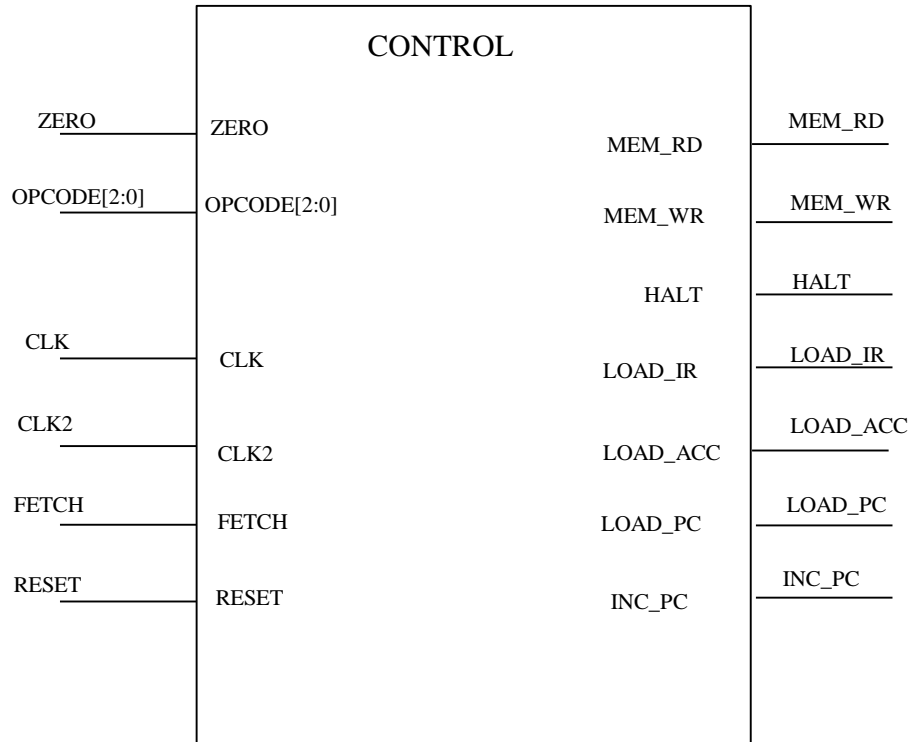 CONTROL
ZERO ZERO MEM_RD MEM_RD
OPCODE[2:0] OPCODE[2:0] MEM_WR MEM_WR
HALT HALT
CLK CLK LOAD_IR LOAD_IR
CLK2 CLK2 LOAD_ACC LOAD_ACC
FETCH FETCH LOAD_PC LOAD_PC
RESET RESET INC_PC INC_PC